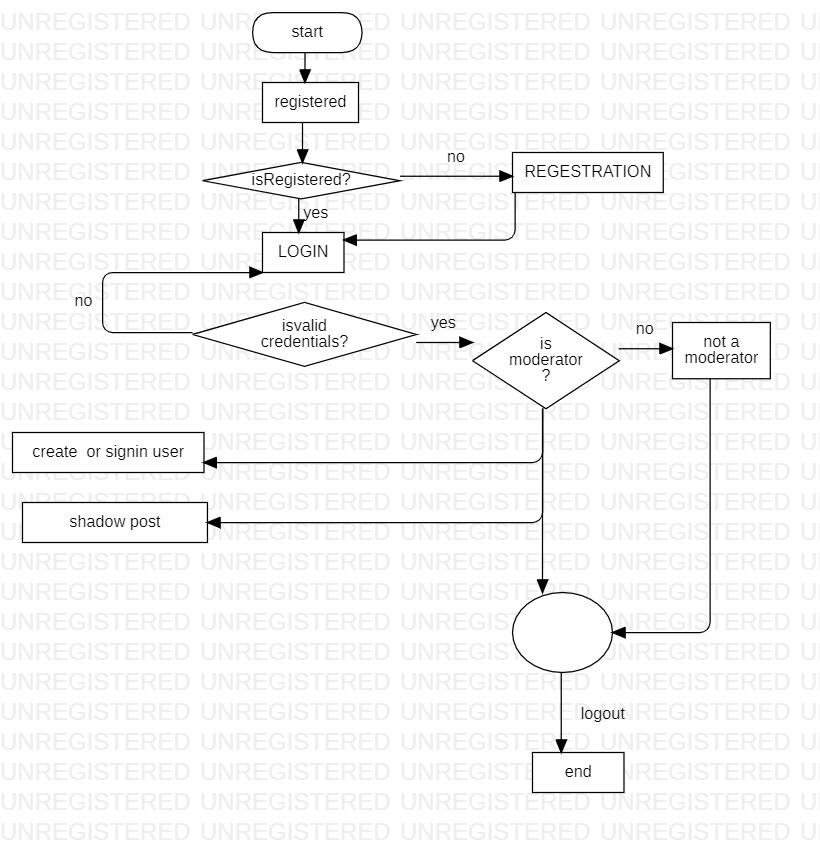 start
registered
no
isRegistered?
REGESTRATION
yes
LOGIN
no
isvalid
credentials?
yes
is
moderator
?
no
not a
moderator
create or signin user
shadow post
logout
end
UNREGISTERED